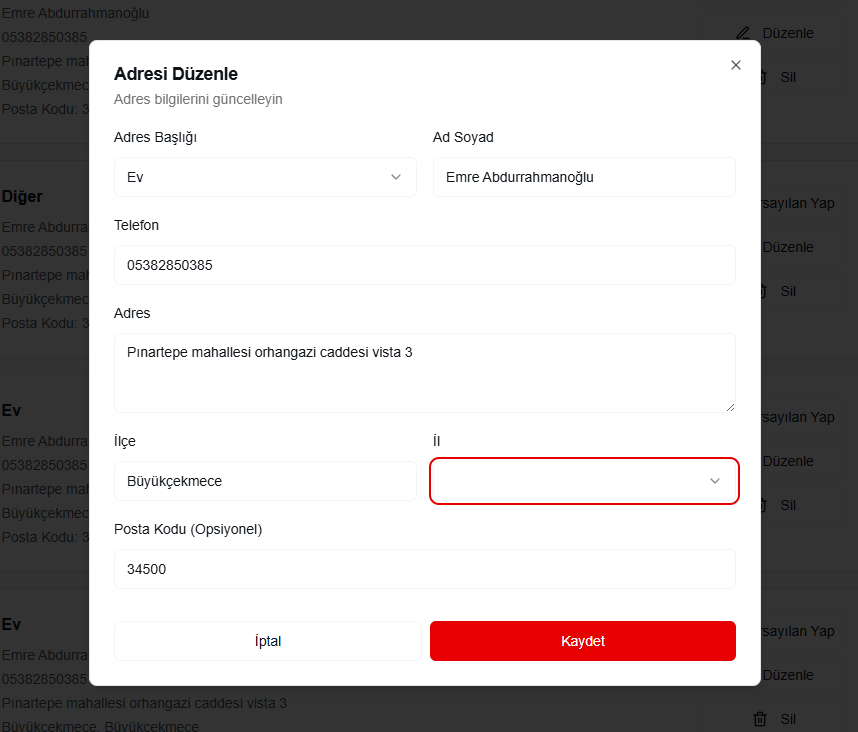 Emre Abdurrahmanoğlu
05382850385
Düzenle
Pınartepe mah
Büyükçekmec
Sil
Posta Kodu: 3
Adresi Düzenle
Adres bilgilerini güncelleyin
Adres Başlığı
Ad Soyad
Ev
Emre Abdurrahmanoğlu
Telefon
05382850385
Adres
Pınartepe mahallesi orhangazi caddesi vista 3
İlçe
İl
Büyükçekmece
Posta Kodu (Opsiyonel)
34500
İptal
Kaydet
Diğer
rsayılan Yap
Emre Abdurra
05382850385
Düzenle
Pınartepe mah
Büyükçekmec
Sil
Posta Kodu: 3
Ev
rsayılan Yap
Emre Abdurra
05382850385
Düzenle
Pınartepe mah
Büyükçekmec
Sil
Posta Kodu: 3
Ev
rsayılan Yap
Emre Abdurra
05382850385
Düzenle
Pınartepe mahallesi orhangazi caddesi vista 3
Büyükçekmece, Büyükçekmece
Sil